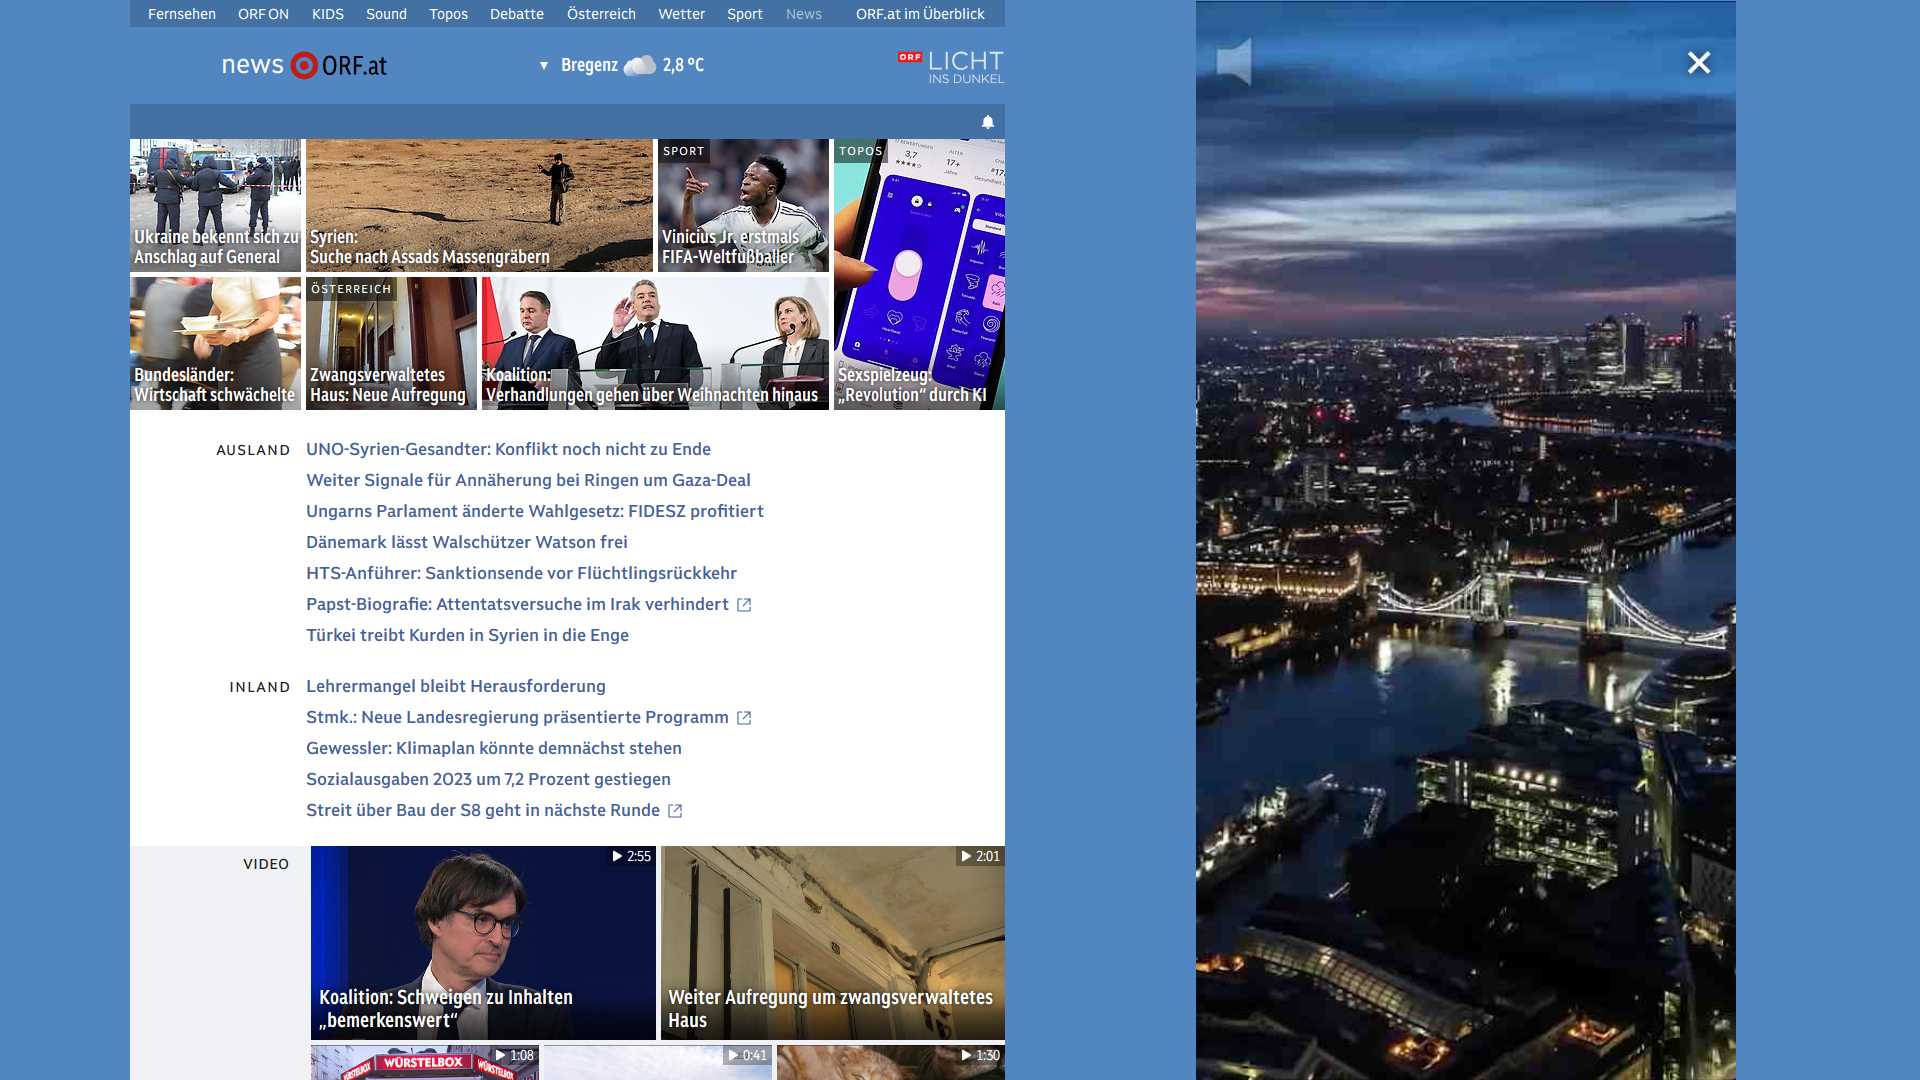 Fernsehen ORF ON KIDS Sound Topos Debatte Österreich Wetter Sport News ORF.at im Überblick
news ORF.at
▼ Bregenz 2,8 °C
ORF LICHT
INS DUNKEL
Ukraine bekennt sich zu
Anschlag auf General
Syrien:
Suche nach Assads Massengräbern
SPORT
Vinicius Jr. erstmals
FIFA-Weltfußballer
TOPOS
3,7
17+
Sexspielzeug:
„Revolution“ durch KI
Bundesländer:
Wirtschaft schwächelte
ÖSTERREICH
Zwangsverwaltetes
Haus: Neue Aufregung
Koalition:
Verhandlungen gehen über Weihnachten hinaus
AUSLAND
UNO-Syrien-Gesandter: Konflikt noch nicht zu Ende
Weiter Signale für Annäherung bei Ringen um Gaza-Deal
Ungarns Parlament änderte Wahlgesetz: FIDESZ profitiert
Dänemark lässt Walschützer Watson frei
HTS-Anführer: Sanktionsende vor Flüchtlingsrückkehr
Papst-Biografie: Attentatsversuche im Irak verhindert
Türkei treibt Kurden in Syrien in die Enge
INLAND
Lehrermangel bleibt Herausforderung
Stmk.: Neue Landesregierung präsentierte Programm
Gewessler: Klimaplan könnte demnächst stehen
Sozialausgaben 2023 um 7,2 Prozent gestiegen
Streit über Bau der S8 geht in nächste Runde
VIDEO
2:55
Koalition: Schweigen zu Inhalten
„bemerkenswert“
2:01
Weiter Aufregung um zwangsverwaltetes
Haus
1:08
WÜRSTELBOX
WÜRSTELBOX
WÜRSTELBOX
0:41
1:30